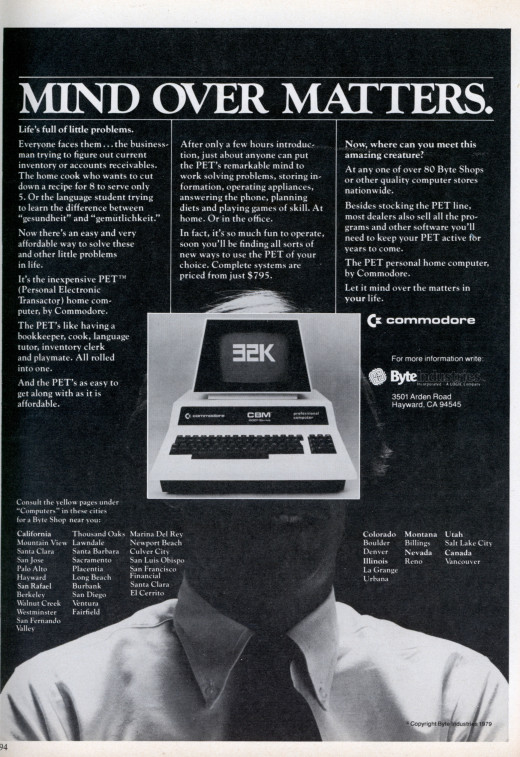 MIND OVER MATTERS.
Life's full of little problems.
Everyone faces them...the business-
man trying to figure out current
inventory or accounts receivables.
The home cook who wants to cut
down a recipe for 8 to serve only
5. Or the language student trying
to learn the difference between
"gesundheit" and "gemütlichkeit."
Now there's an easy and very
affordable way to solve these
and other little problems
in life.
It's the inexpensive PET™
(Personal Electronic
Transactor) home com-
puter, by Commodore.
The PET's like having a
bookkeeper, cook, language
tutor, inventory clerk
and playmate. All rolled
into one.
And the PET's as easy to
get along with as it is
affordable.
After only a few hours introduc-
tion, just about anyone can put
the PET's remarkable mind to
work solving problems, storing in-
formation, operating appliances,
answering the phone, planning
diets and playing games of skill. At
home. Or in the office.
In fact, it's so much fun to operate,
soon you'll be finding all sorts of
new ways to use the PET of your
choice. Complete systems are
priced from just $795.
Now, where can you meet this
amazing creature?
At any one of over 80 Byte Shops
or other quality computer stores
nationwide.
Besides stocking the PET line,
most dealers also sell all the pro-
grams and other software you'll
need to keep your PET active for
years to come.
The PET personal home computer,
by Commodore.
Let it mind over the matters in
your life.
commodore
For more information write:
Byte Industries
Incorporated
3501 Arden Road
Hayward, CA 94545
32K
commodore
CBM
professional
computer
Consult the yellow pages under
"Computers" in these cities
for a Byte Shop near you:
California
Mountain View
Santa Clara
San Jose
Palo Alto
Hayward
San Rafael
Berkeley
Walnut Creek
Westminster
San Fernando
Valley
Thousand Oaks
Lawndale
Santa Barbara
Sacramento
Placentia
Long Beach
Burbank
San Diego
Ventura
Fairfield
Marina Del Rey
Newport Beach
Culver City
San Luis Obispo
San Francisco
Financial
Santa Clara
El Cerrito
Colorado
Boulder
Denver
Illinois
La Grange
Urbana
Montana
Billings
Nevada
Reno
Utah
Salt Lake City
Canada
Vancouver
© Copyright Byte Industries 1979
94